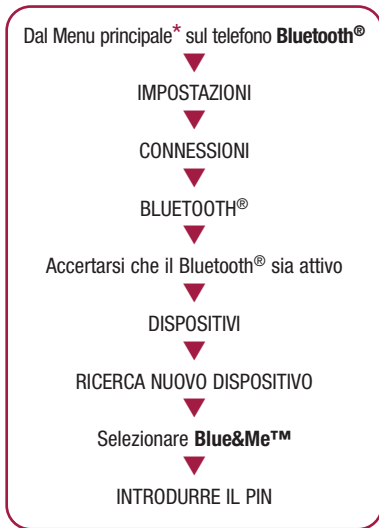 Dal Menu principale* sul telefono Bluetooth®
IMPOSTAZIONI
CONNESSIONI
BLUETOOTH®
Accertarsi che il Bluetooth® sia attivo
DISPOSITIVI
RICERCA NUOVO DISPOSITIVO
Selezionare Blue&Me™
INTRODURRE IL PIN